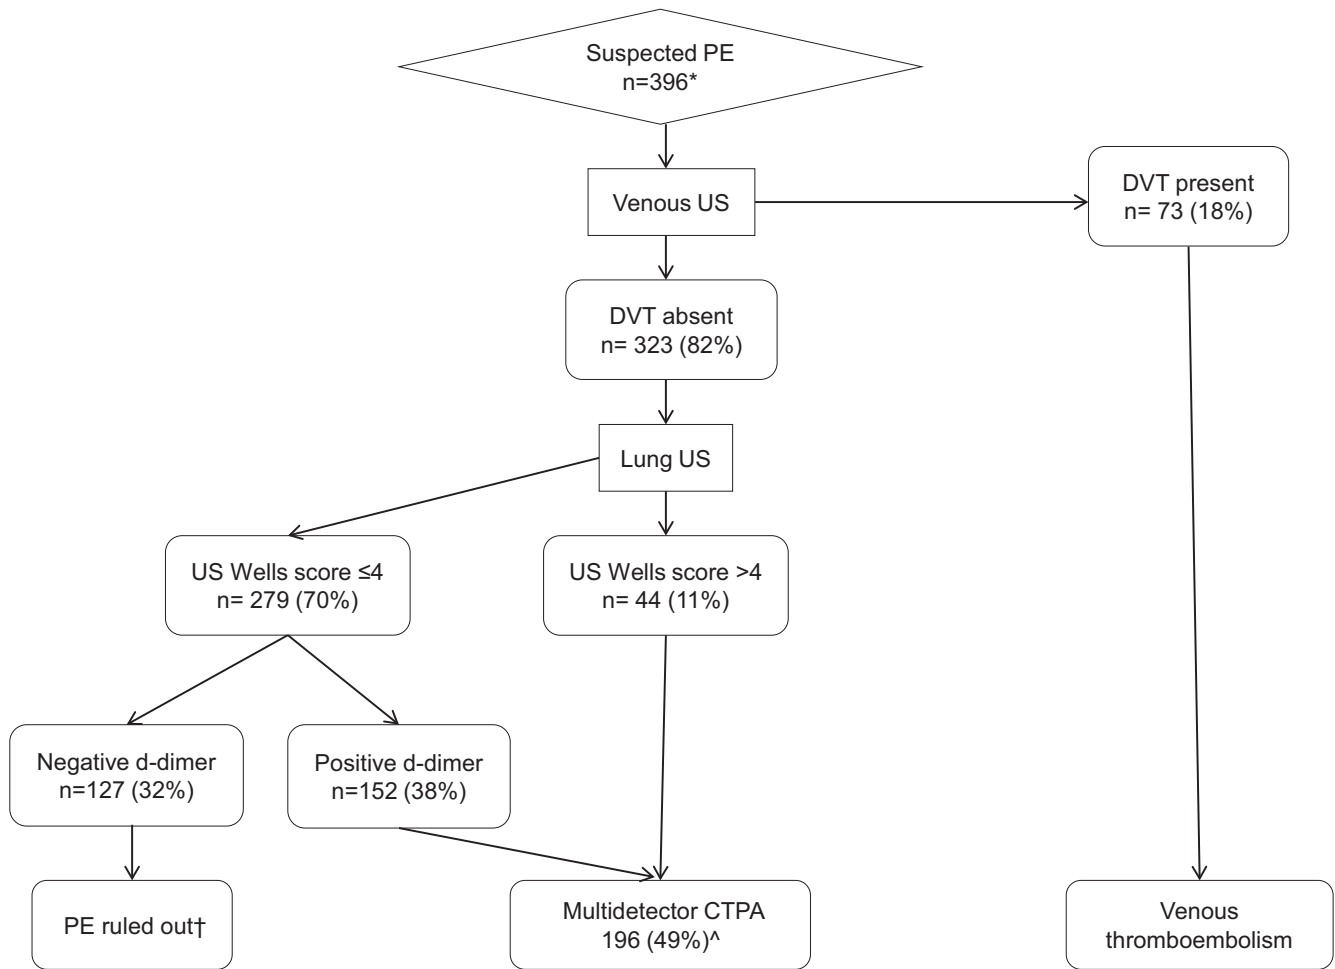 Suspected PE
n=396*
Venous US
DVT present
n= 73 (18%)
DVT absent
n= 323 (82%)
Lung US
US Wells score ≤4
n= 279 (70%)
US Wells score >4
n= 44 (11%)
Negative d-dimer
n=127 (32%)
Positive d-dimer
n=152 (38%)
PE ruled out†
Multidetector CTPA
196 (49%)^
Venous
thromboembolism